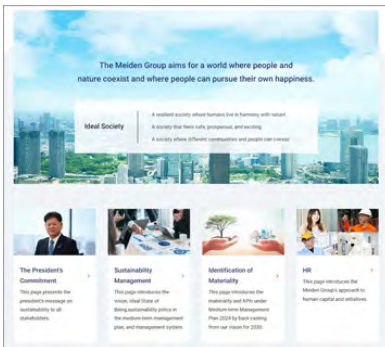 The Meiden Group aims for a world where people and
nature coexist and where people can pursue their own happiness.
Ideal Society
A resilient society where humans live in harmony with nature
A society that feels safe, prosperous, and exciting
A society where different communities and people can coexist
The President's
Commitment
This page presents the
president's message on
sustainability to all
stakeholders.
Sustainability
Management
This page introduces the
vision, Ideal State of
Being,sustainability policy in
the medium-term management
plan, and management system.
Identification of
Materiality
This page introduces the
materiality and KPIs under
Medium-term Management
Plan 2024 by back-casting
from our vision for 2030.
HR
This page introduces the
Meiden Group's approach to
human capital and initiatives.